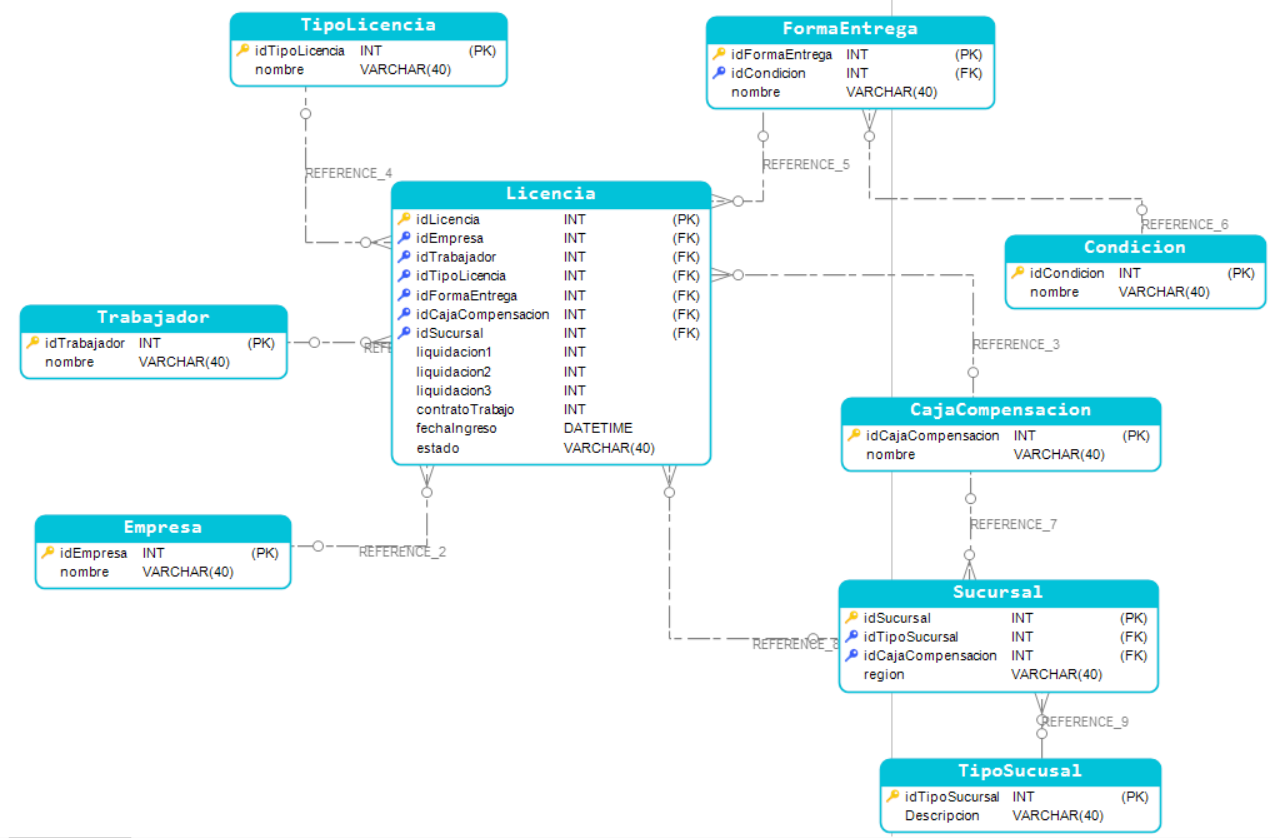 TipoLicencia
idTipoLicencia INT (PK)
nombre VARCHAR(40)
FormaEntrega
idFormaEntrega INT (PK)
idCondicion INT (FK)
nombre VARCHAR(40)
REFERENCE_4
REFERENCE_5
Licencia
idLicencia INT (PK)
idEmpresa INT (FK)
idTrabajador INT (FK)
idTipoLicencia INT (FK)
idFormaEntrega INT (FK)
idCajaCompensacion INT (FK)
idSucursal INT (FK)
liquidacion1 INT
liquidacion2 INT
liquidacion3 INT
contratoTrabajo INT
fechaIngreso DATETIME
estado VARCHAR(40)
REFERENCE_6
Condicion
idCondicion INT (PK)
nombre VARCHAR(40)
Trabajador
idTrabajador INT (PK)
nombre VARCHAR(40)
REFERENCE_3
CajaCompensacion
idCajaCompensacion INT (PK)
nombre VARCHAR(40)
Empresa
idEmpresa INT (PK)
nombre VARCHAR(40)
REFERENCE_2
REFERENCE_7
Sucursal
idSucursal INT (PK)
idTipoSucursal INT (FK)
idCajaCompensacion INT (FK)
region VARCHAR(40)
REFERENCE_8
REFERENCE_9
TipoSucusal
idTipoSucursal INT (PK)
Descripcion VARCHAR(40)